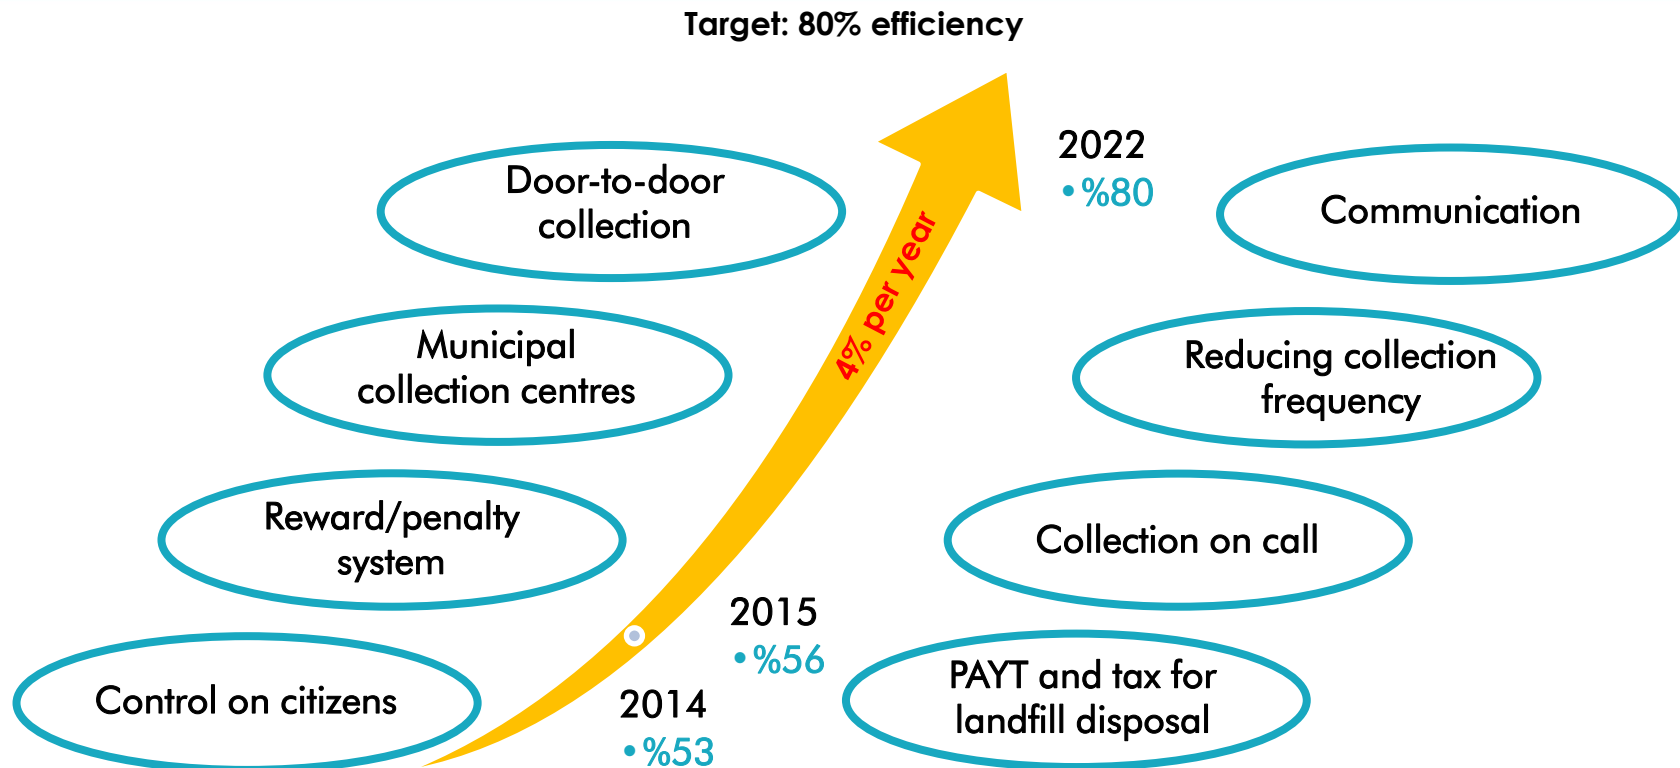 Target: 80% efficiency
Door-to-door
collection
Municipal
collection centres
Reward/penalty
system
Control on citizens
4% per year
2022
• %80
2015
• %56
2014
• %53
Communication
Reducing collection
frequency
Collection on call
PAYT and tax for
landfill disposal